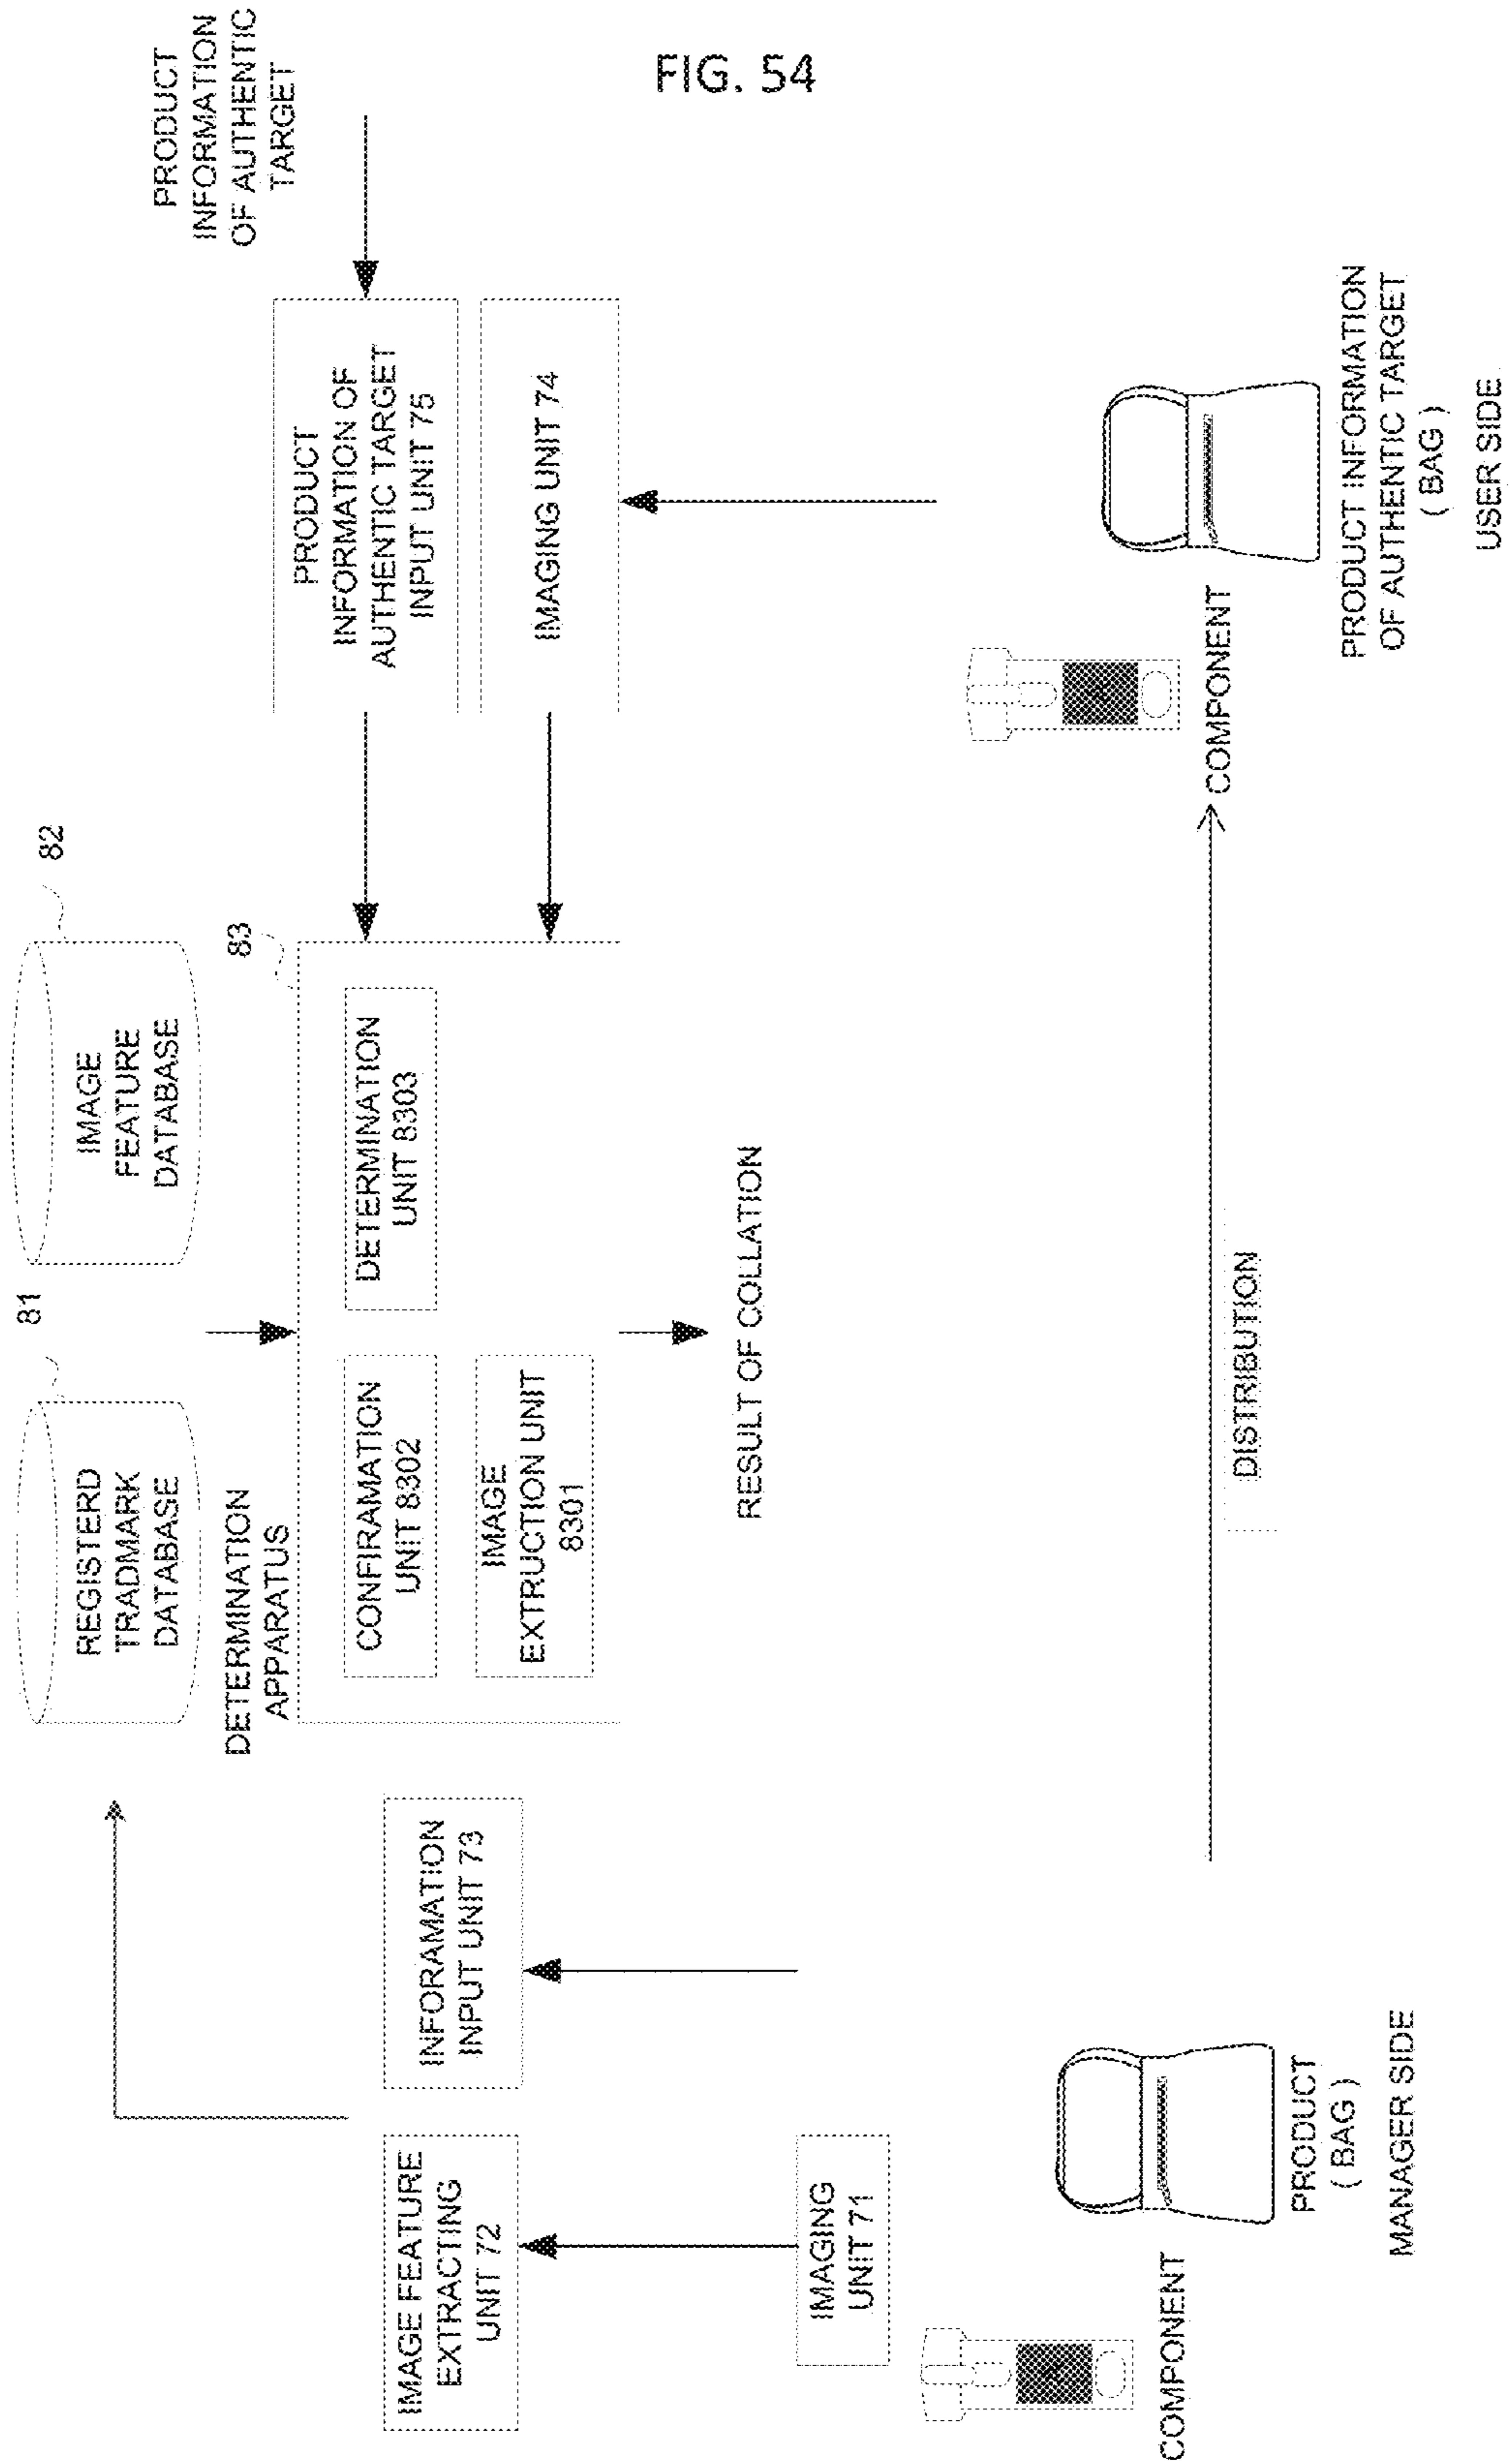 FIG. 54
REGISTERD
TRADMARK
DATABASE
81
IMAGE
FEATURE
DATABASE
82
PRODUCT
INFORMATION
OF AUTHENTIC
TARGET
DETERMINATION
APPARATUS
83
CONFIRAMATION
UNIT 8302
DETERMINATION
UNIT 8303
IMAGE
EXTRUCTION UNIT
8301
PRODUCT
INFORMATION OF
AUTHENTIC TARGET
INPUT UNIT 75
IMAGING UNIT 74
IMAGE FEATURE
EXTRACTING
UNIT 72
INFORAMATION
INPUT UNIT 73
RESULT OF COLLATION
IMAGING
UNIT 71
COMPONENT
PRODUCT
( BAG )
MANAGER SIDE
DISTRIBUTION
COMPONENT
PRODUCT INFORMATION
OF AUTHENTIC TARGET
( BAG )
USER SIDE